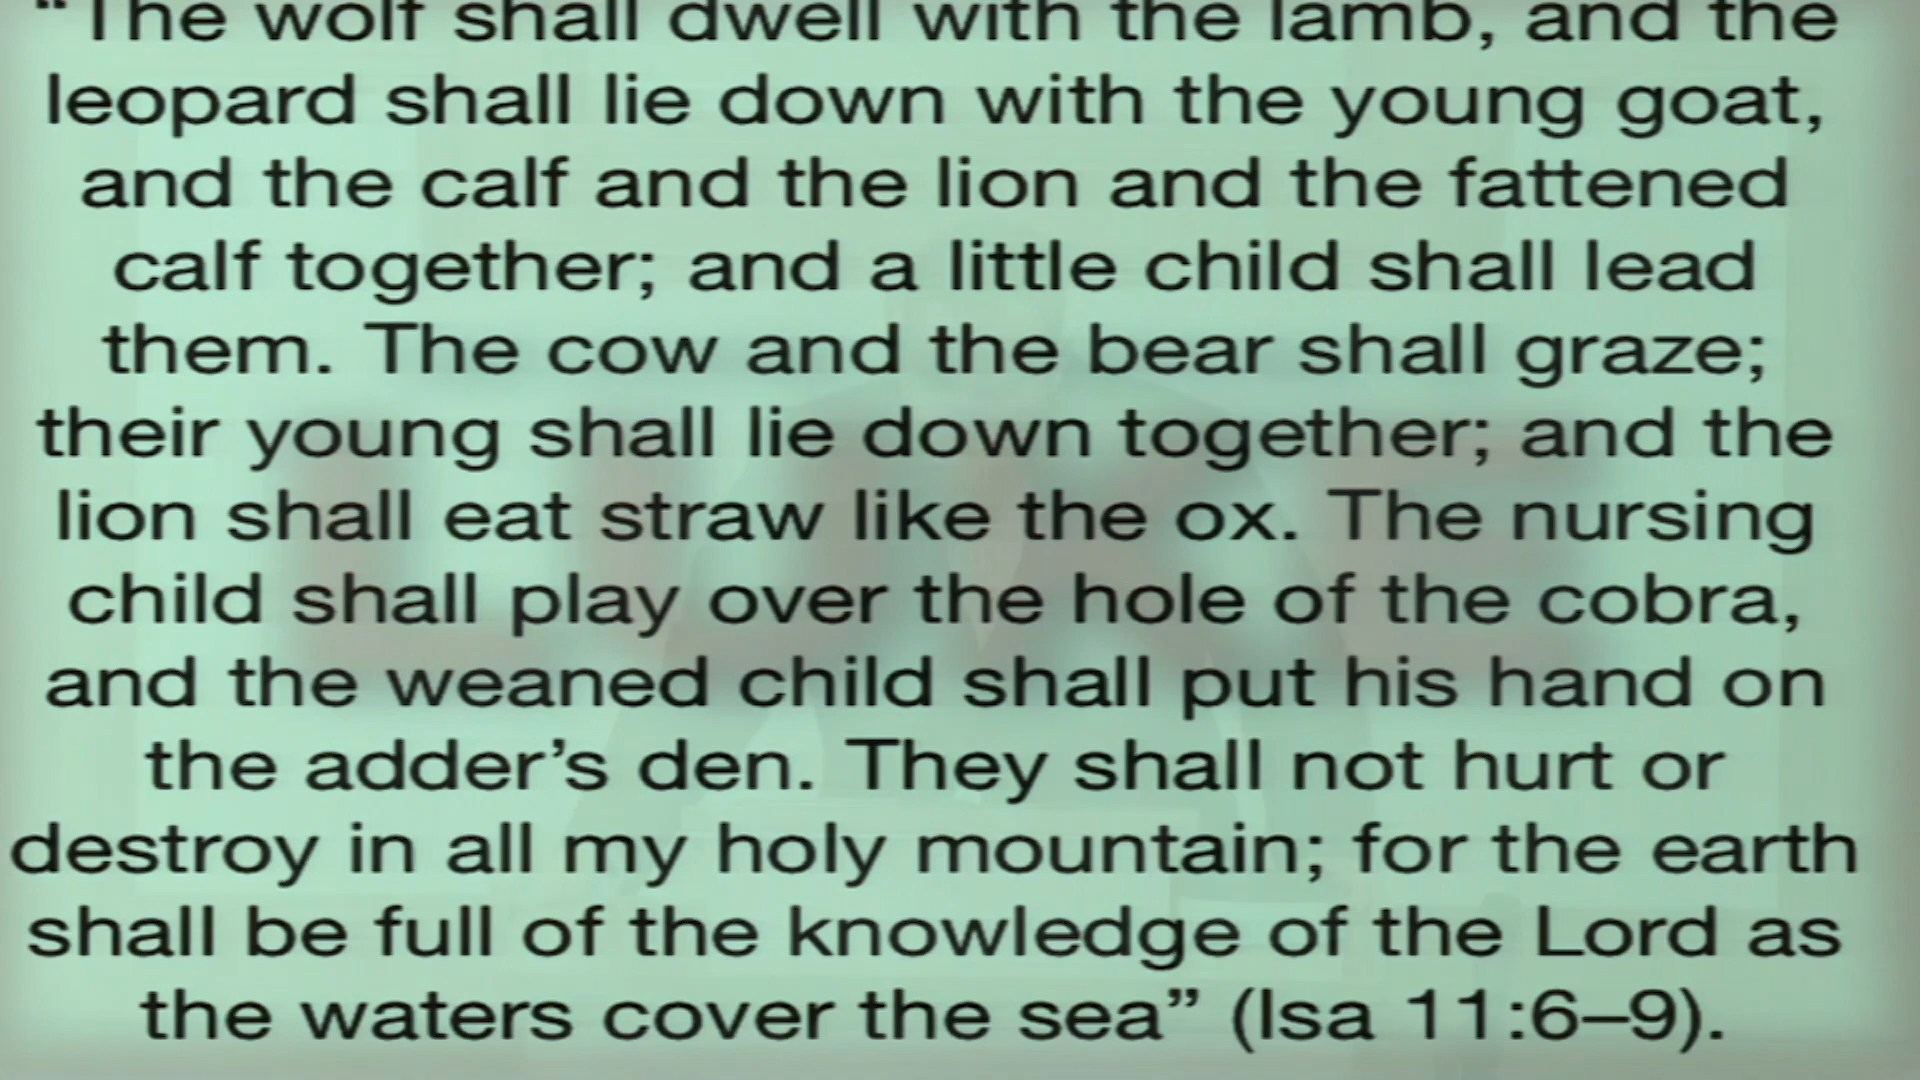 “The wolf shall dwell with the lamb, and the
leopard shall lie down with the young goat,
and the calf and the lion and the fattened
calf together; and a little child shall lead
them. The cow and the bear shall graze;
their young shall lie down together; and the
lion shall eat straw like the ox. The nursing
child shall play over the hole of the cobra,
and the weaned child shall put his hand on
the adder’s den. They shall not hurt or
destroy in all my holy mountain; for the earth
shall be full of the knowledge of the Lord as
the waters cover the sea” (Isa 11:6–9).